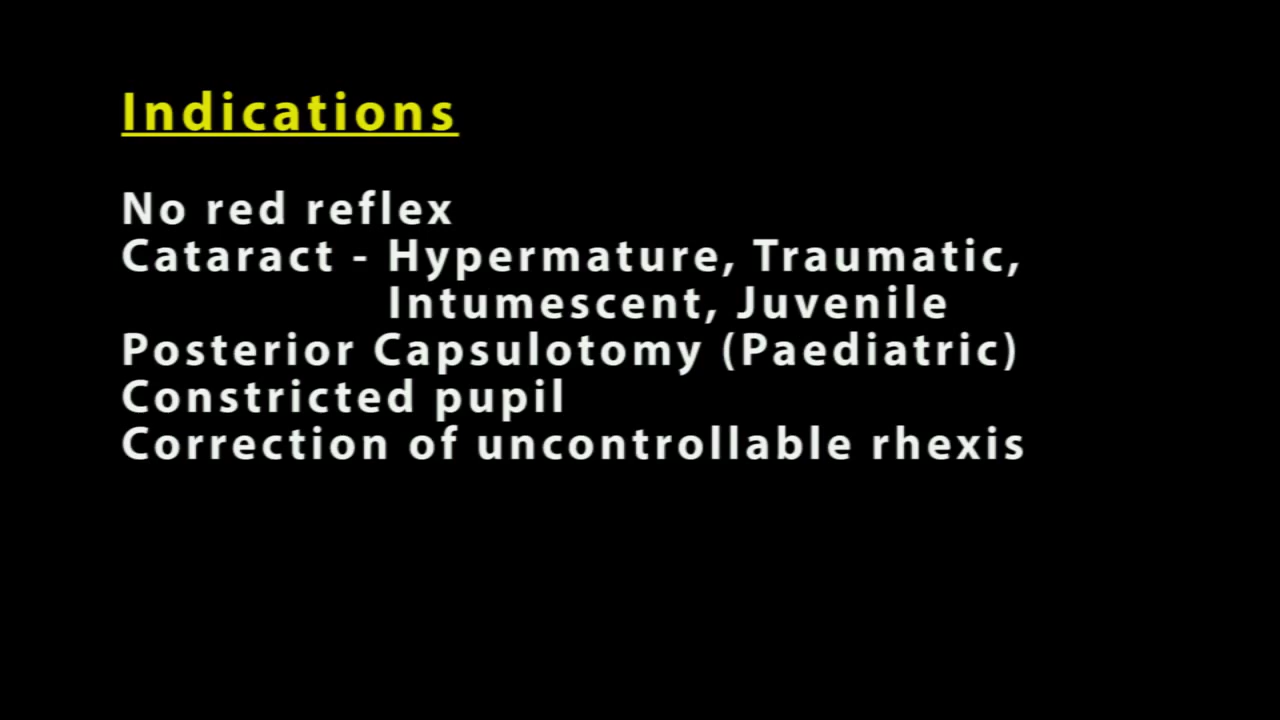 Indications
No red reflex
Cataract - Hypermature, Traumatic,
Intumescent, Juvenile
Posterior Capsulotomy (Paediatric)
Constricted pupil
Correction of uncontrollable rhexis